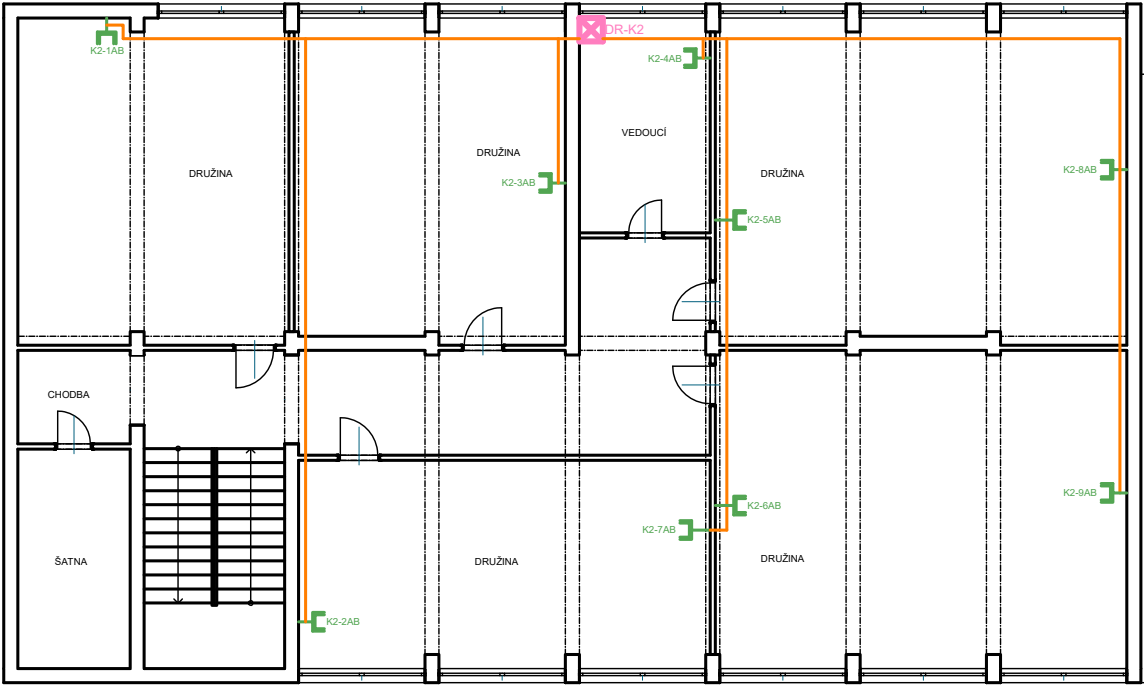 DR-K2
K2-1AB
K2-4AB
VEDOUCÍ
DRUŽINA
K2-8AB
DRUŽINA
DRUŽINA
K2-3AB
K2-5AB
CHODBA
K2-9AB
K2-6AB
K2-7AB
DRUŽINA
ŠATNA
DRUŽINA
K2-2AB